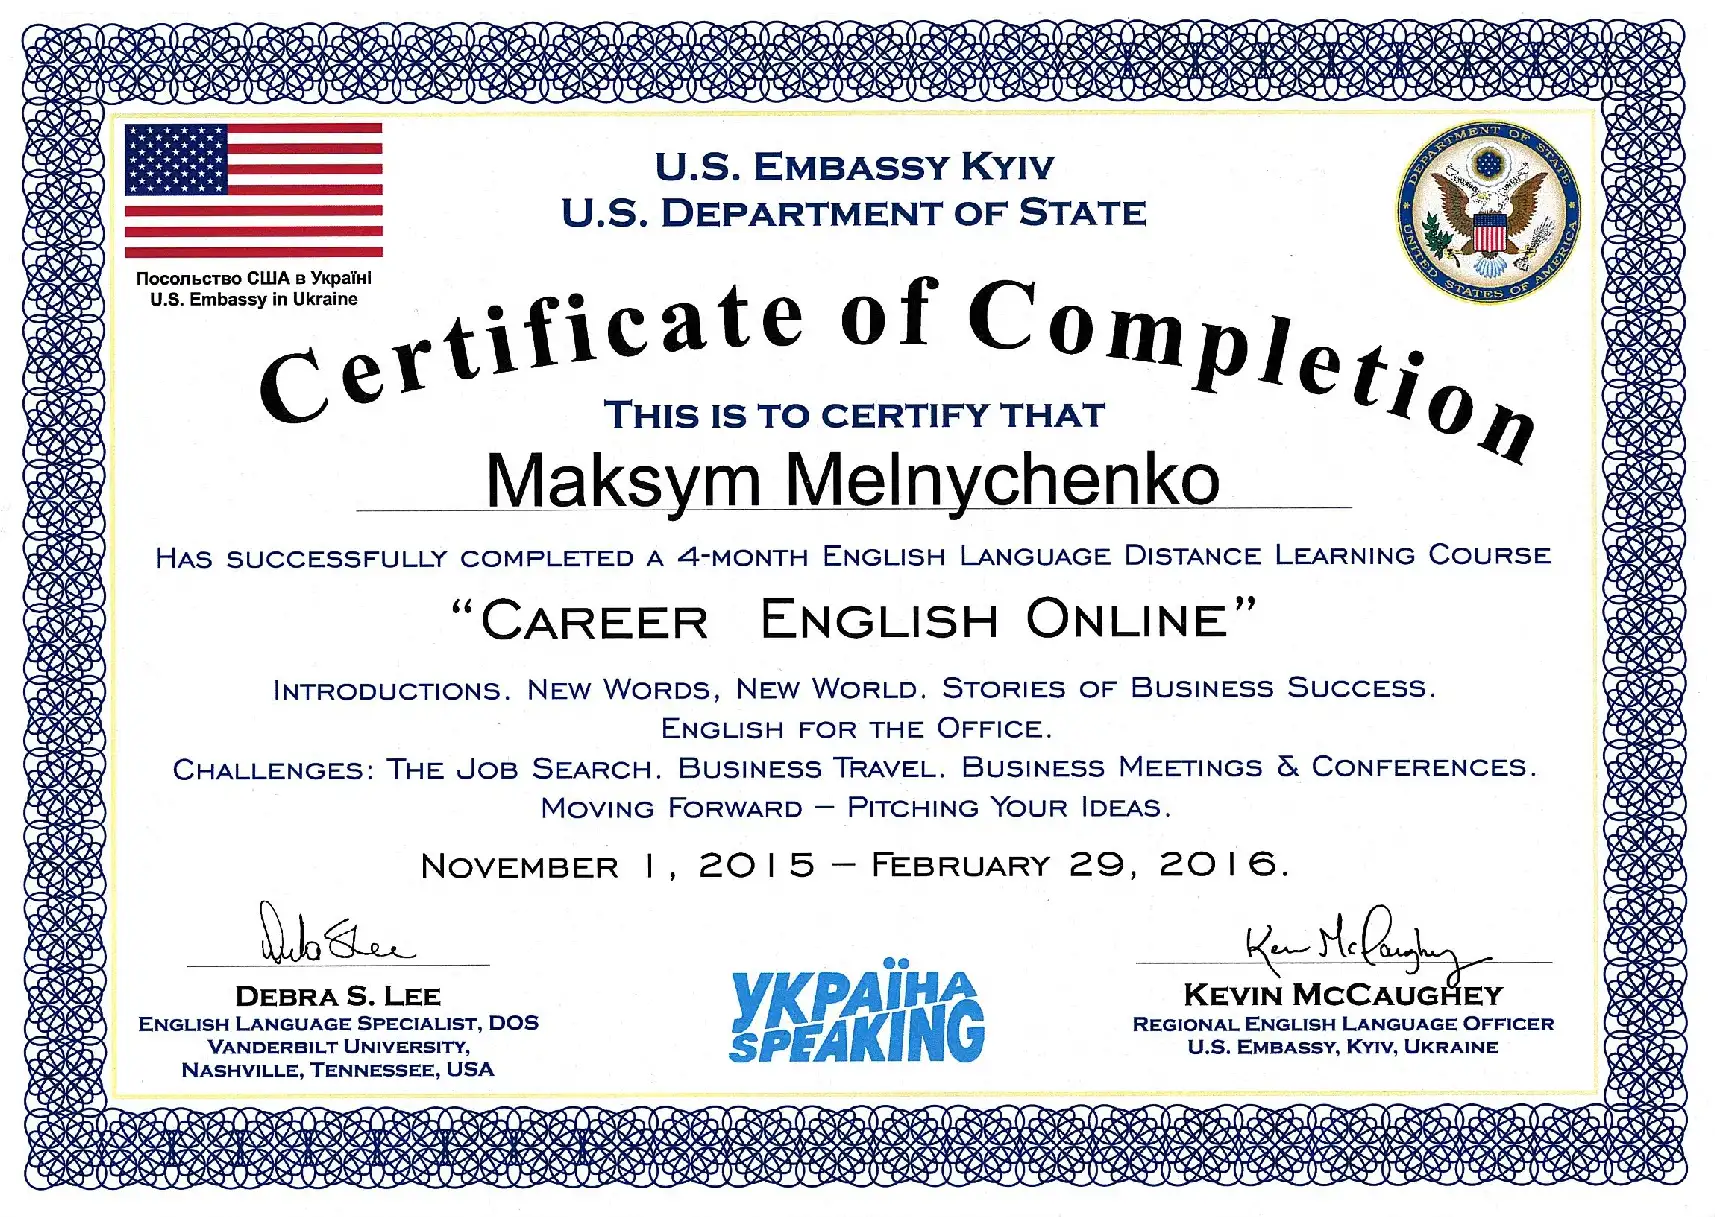 U.S. EMBASSY KYIV
U.S. DEPARTMENT OF STATE
DEPARTMENT OF STATE
UNITED STATES OF AMERICA
Посольство США в Україні
U.S. Embassy in Ukraine
Certificate of Completion
THIS IS TO CERTIFY THAT
Maksym Melnychenko
HAS SUCCESSFULLY COMPLETED A 4-MONTH ENGLISH LANGUAGE DISTANCE LEARNING COURSE
“CAREER ENGLISH ONLINE”
INTRODUCTIONS. NEW WORDS, NEW WORLD. STORIES OF BUSINESS SUCCESS.
ENGLISH FOR THE OFFICE.
CHALLENGES: THE JOB SEARCH. BUSINESS TRAVEL. BUSINESS MEETINGS & CONFERENCES.
MOVING FORWARD – PITCHING YOUR IDEAS.
NOVEMBER 1, 2015 – FEBRUARY 29, 2016.
DEBRA S. LEE
ENGLISH LANGUAGE SPECIALIST, DOS
VANDERBILT UNIVERSITY,
NASHVILLE, TENNESSEE, USA
УКРАЇНА
SPEAKING
Ken McCaughey
KEVIN MCCAUGHEY
REGIONAL ENGLISH LANGUAGE OFFICER
U.S. EMBASSY, KYIV, UKRAINE